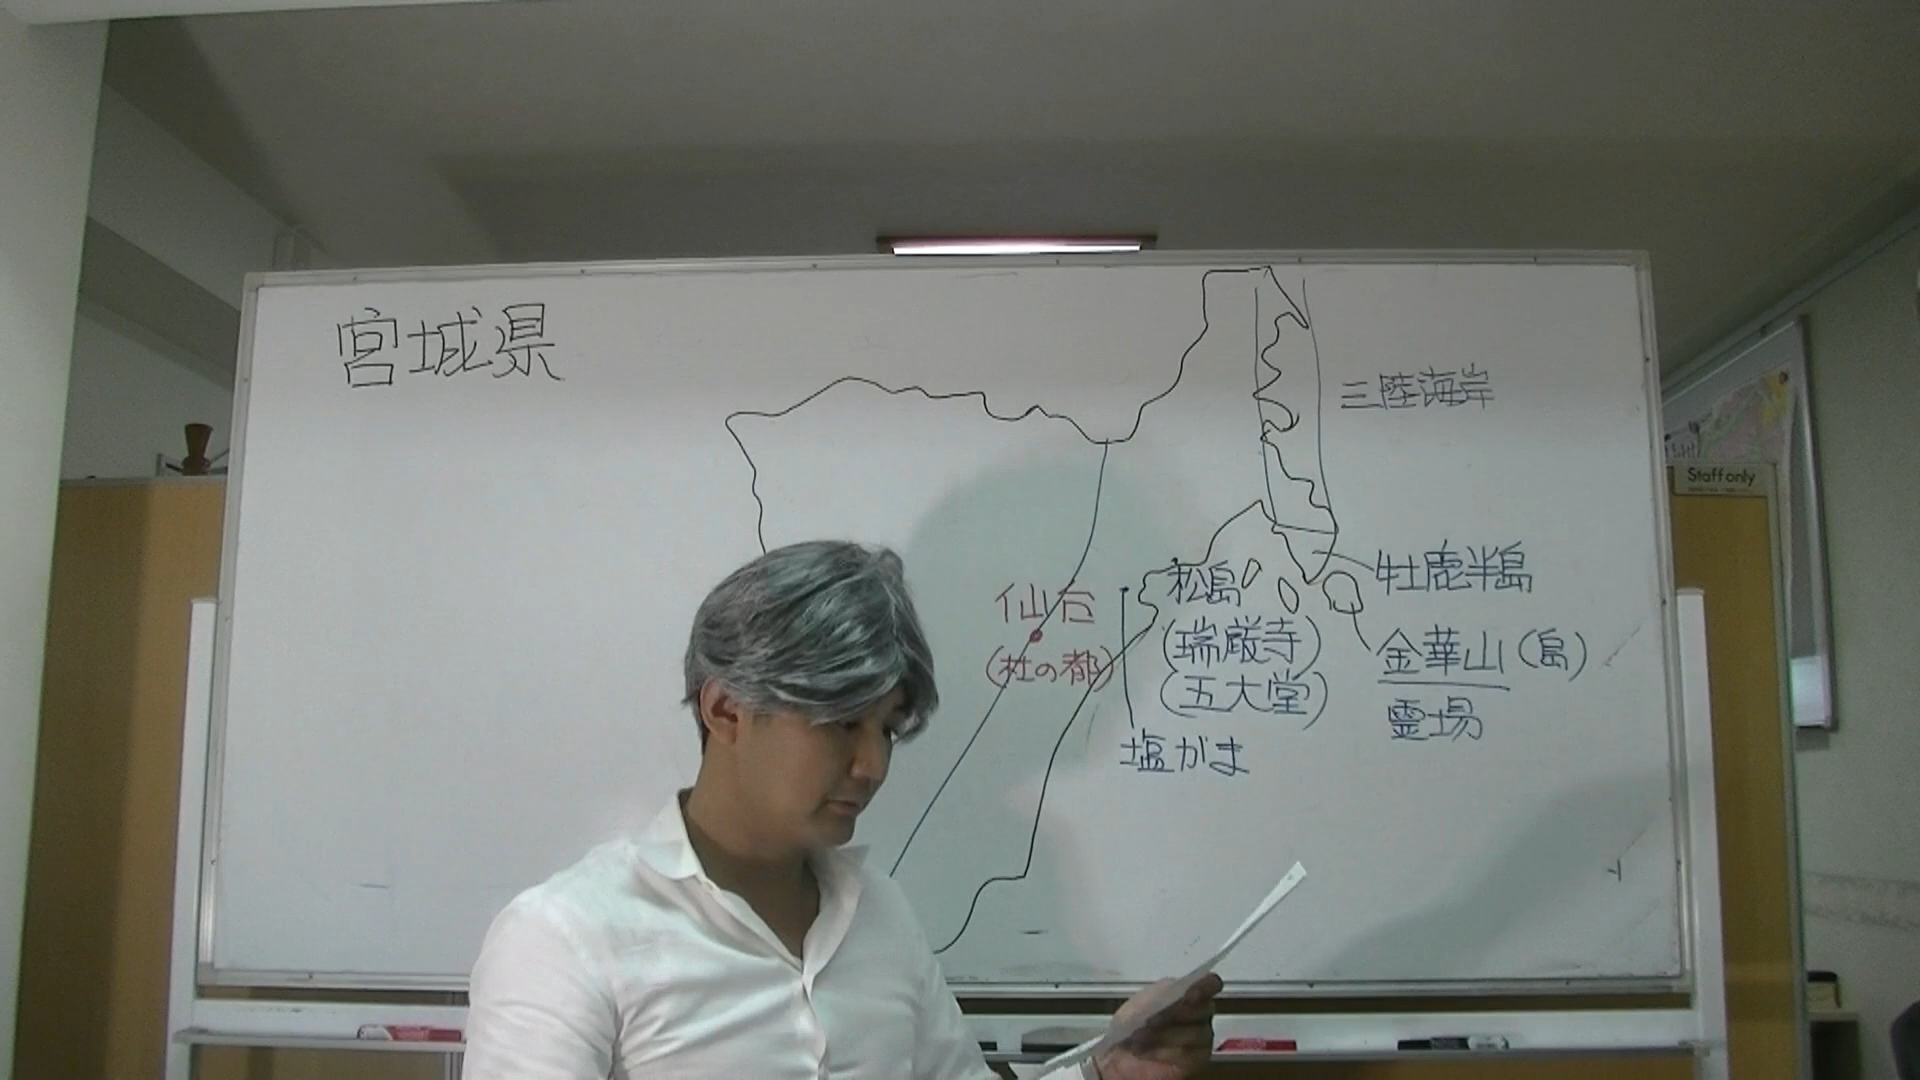 宮城県
三陸海岸
Staff only
牡鹿半島
仙台
(杜の都)
松島
(瑞厳寺)
(五大堂)
金華山(島)
霊場
塩がま